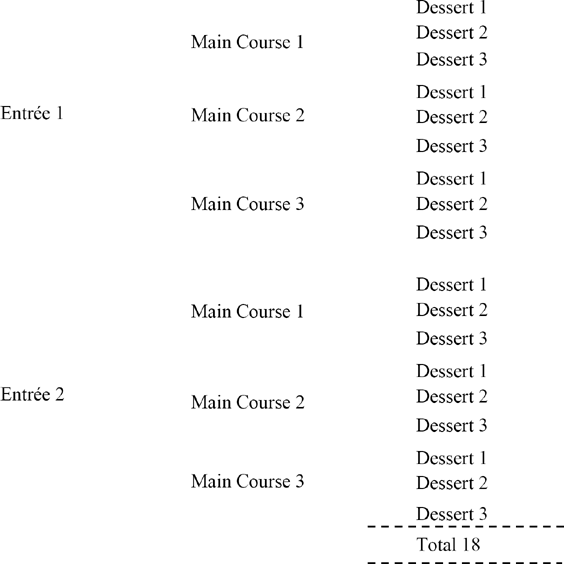 Dessert 1
Dessert 2
Main Course 1
Dessert 3
Dessert 1
Entrée 1
Main Course 2
Dessert 2
Dessert 3
Dessert 1
Main Course 3
Dessert 2
Dessert 3
Dessert 1
Main Course 1
Dessert 2
Dessert 3
Dessert 1
Entrée 2
Main Course 2
Dessert 2
Dessert 3
Dessert 1
Main Course 3
Dessert 2
Dessert 3
Total 18